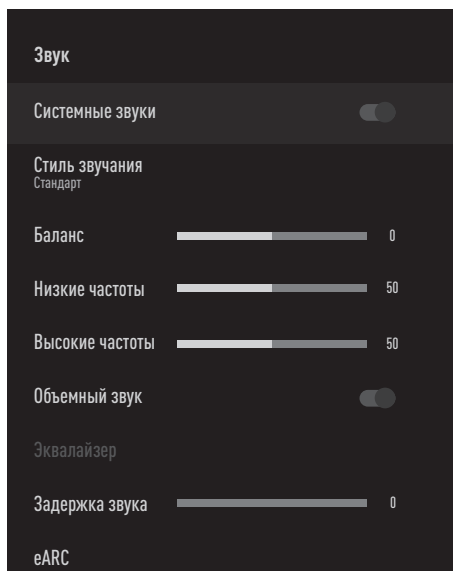 Звук
Системные звуки
Стиль звучания
Стандарт
Баланс 0
Низкие частоты 50
Высокие частоты 50
Объемный звук
Эквалайзер
Задержка звука 0
eARC